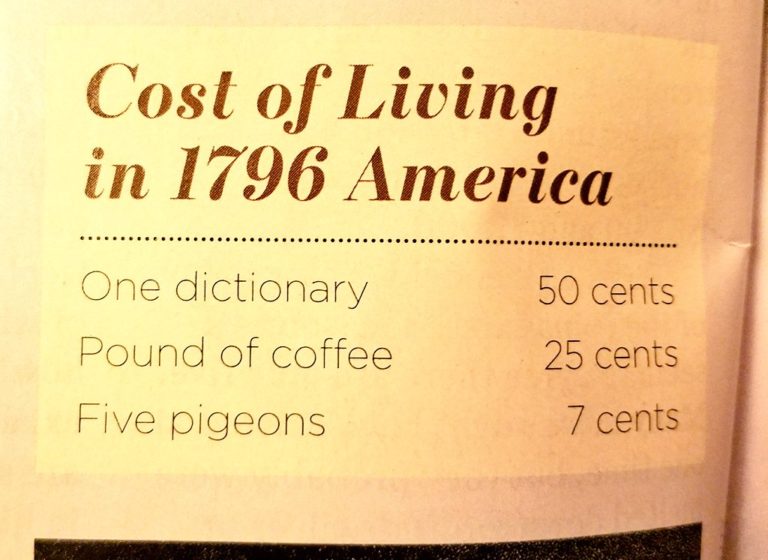 Cost of Living
in 1796 America
One dictionary 50 cents
Pound of coffee 25 cents
Five pigeons 7 cents